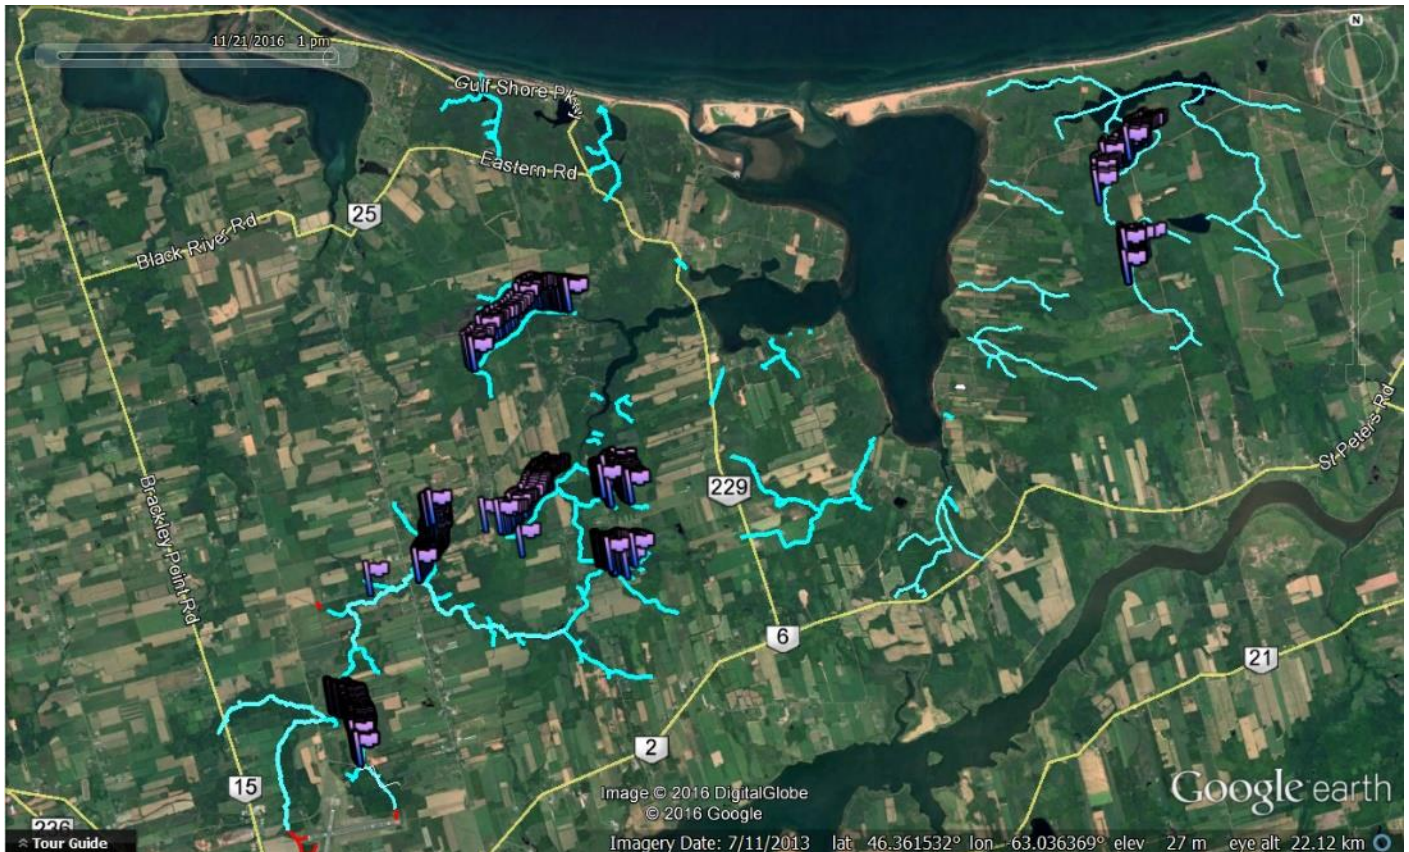 11/21/2016 1 pm
N
Gulf Shore Pkwy
Eastern Rd
25
Black River Rd
St Peters Rd
229
Brackley Point Rd
6
21
2
15
Image © 2016 DigitalGlobe
© 2016 Google
Google earth
236
Tour Guide
Imagery Date: 7/11/2013 lat 46.361532° lon -63.036369° elev 27 m eye alt 22.12 km